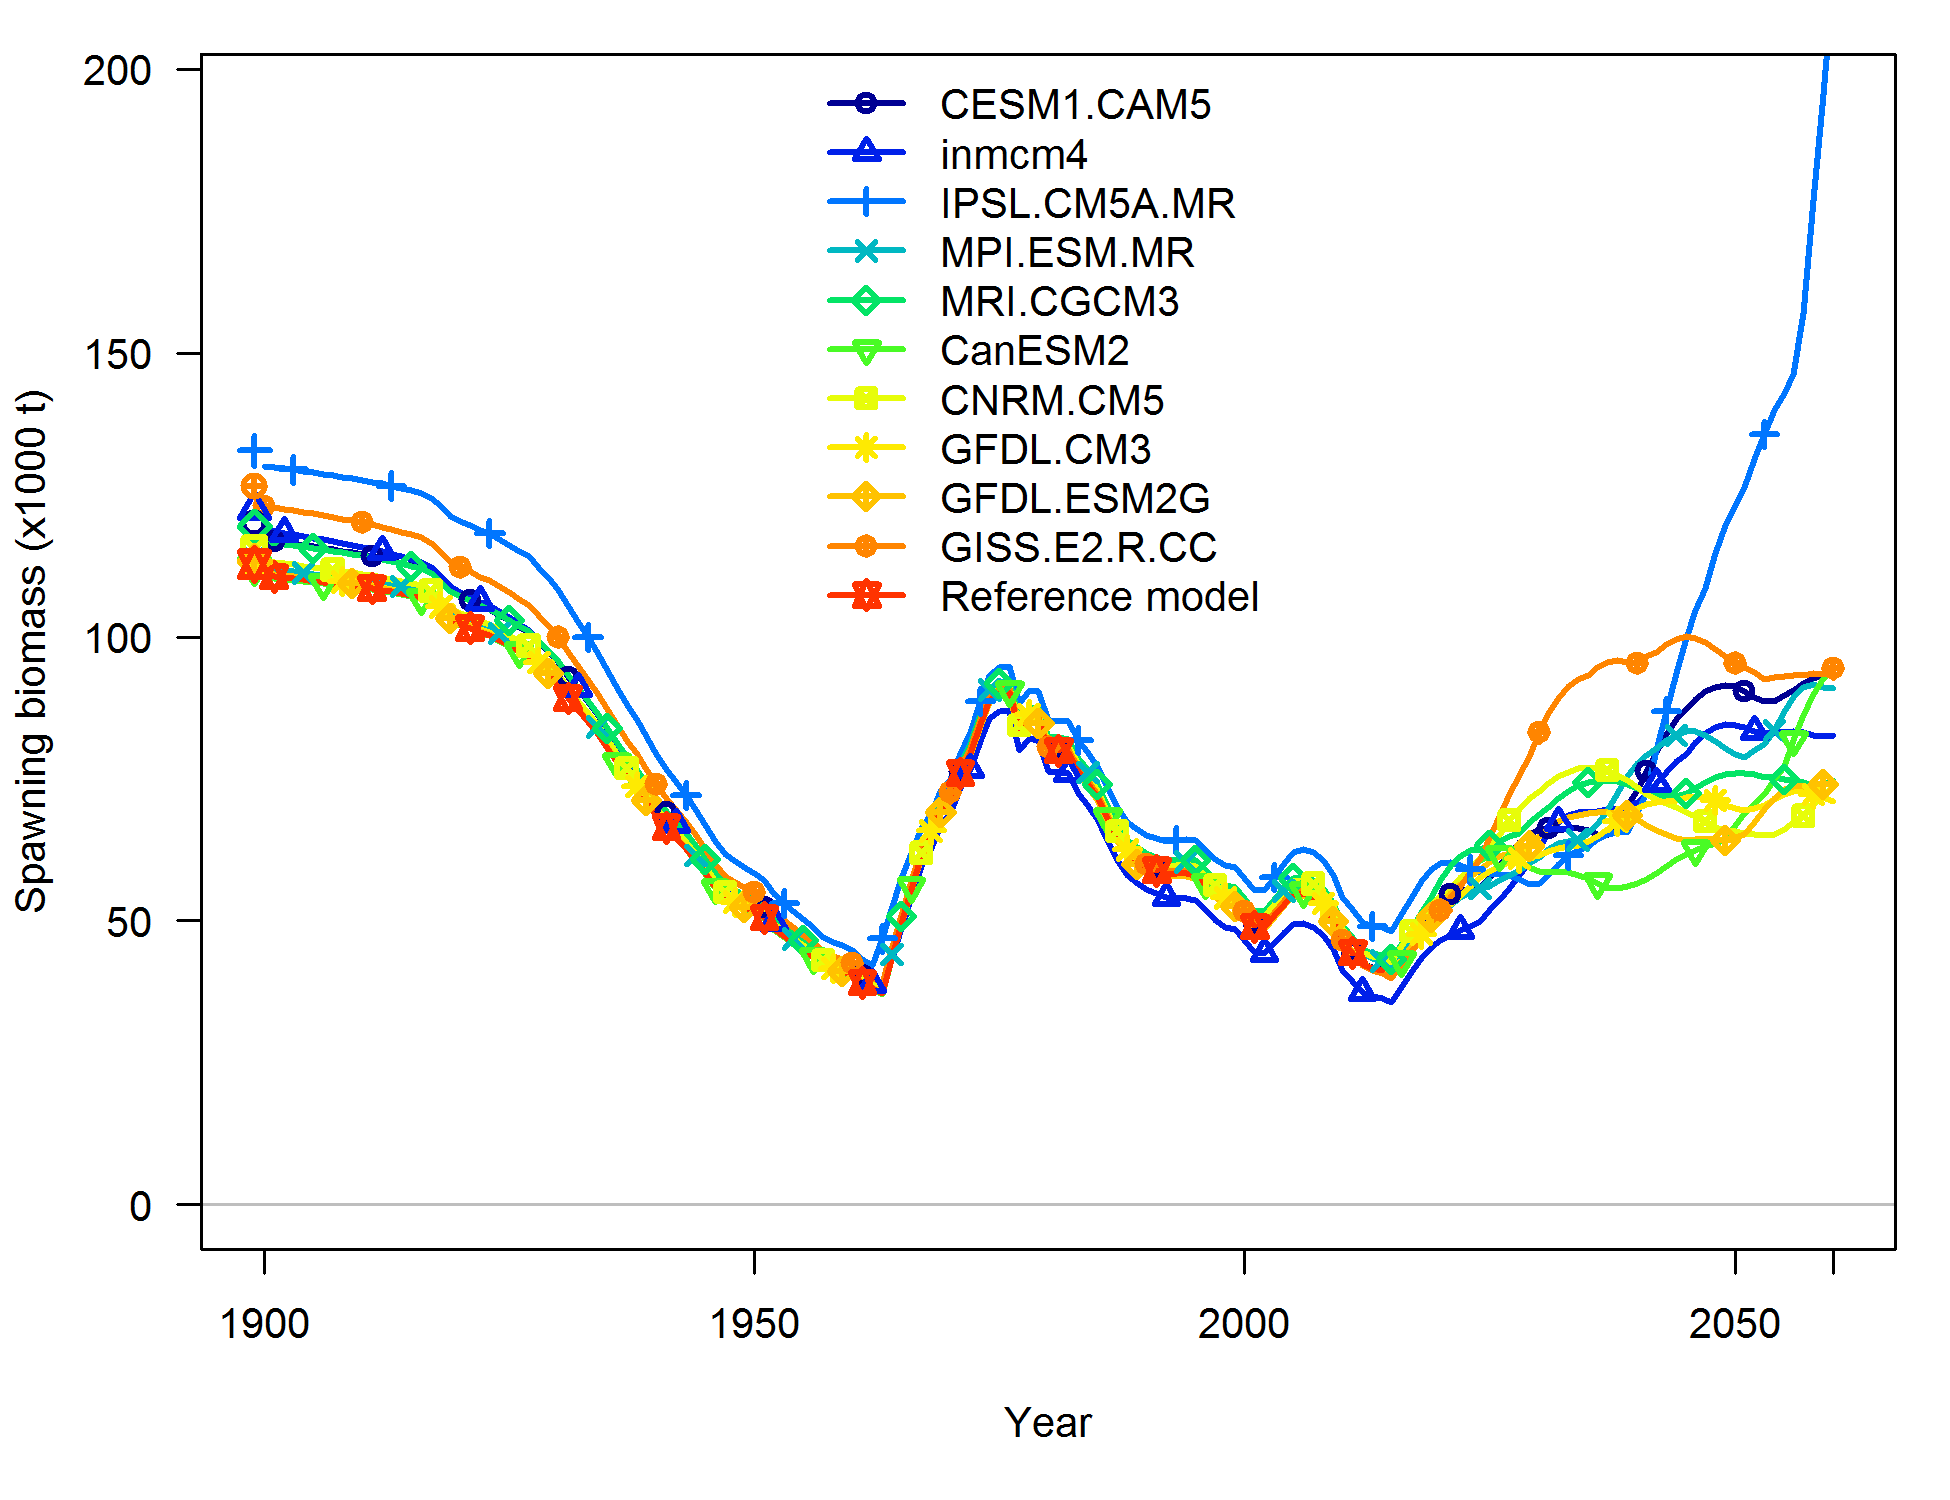 200
150
100
50
0
Spawning biomass (x1000 t)
CESM1.CAM5
inmcm4
IPSL.CM5A.MR
MPI.ESM.MR
MRI.CGCM3
CanESM2
CNRM.CM5
GFDL.CM3
GFDL.ESM2G
GISS.E2.R.CC
Reference model
1900 1950 2000 2050
Year